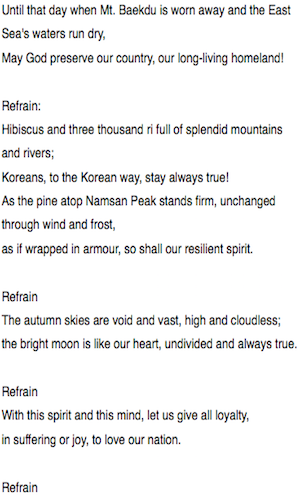 Until that day when Mt. Baekdu is worn away and the East
Sea's waters run dry,
May God preserve our country, our long-living homeland!
Refrain:
Hibiscus and three thousand ri full of splendid mountains
and rivers;
Koreans, to the Korean way, stay always true!
As the pine atop Namsan Peak stands firm, unchanged
through wind and frost,
as if wrapped in armour, so shall our resilient spirit.
Refrain
The autumn skies are void and vast, high and cloudless;
the bright moon is like our heart, undivided and always true.
Refrain
With this spirit and this mind, let us give all loyalty,
in suffering or joy, to love our nation.
Refrain